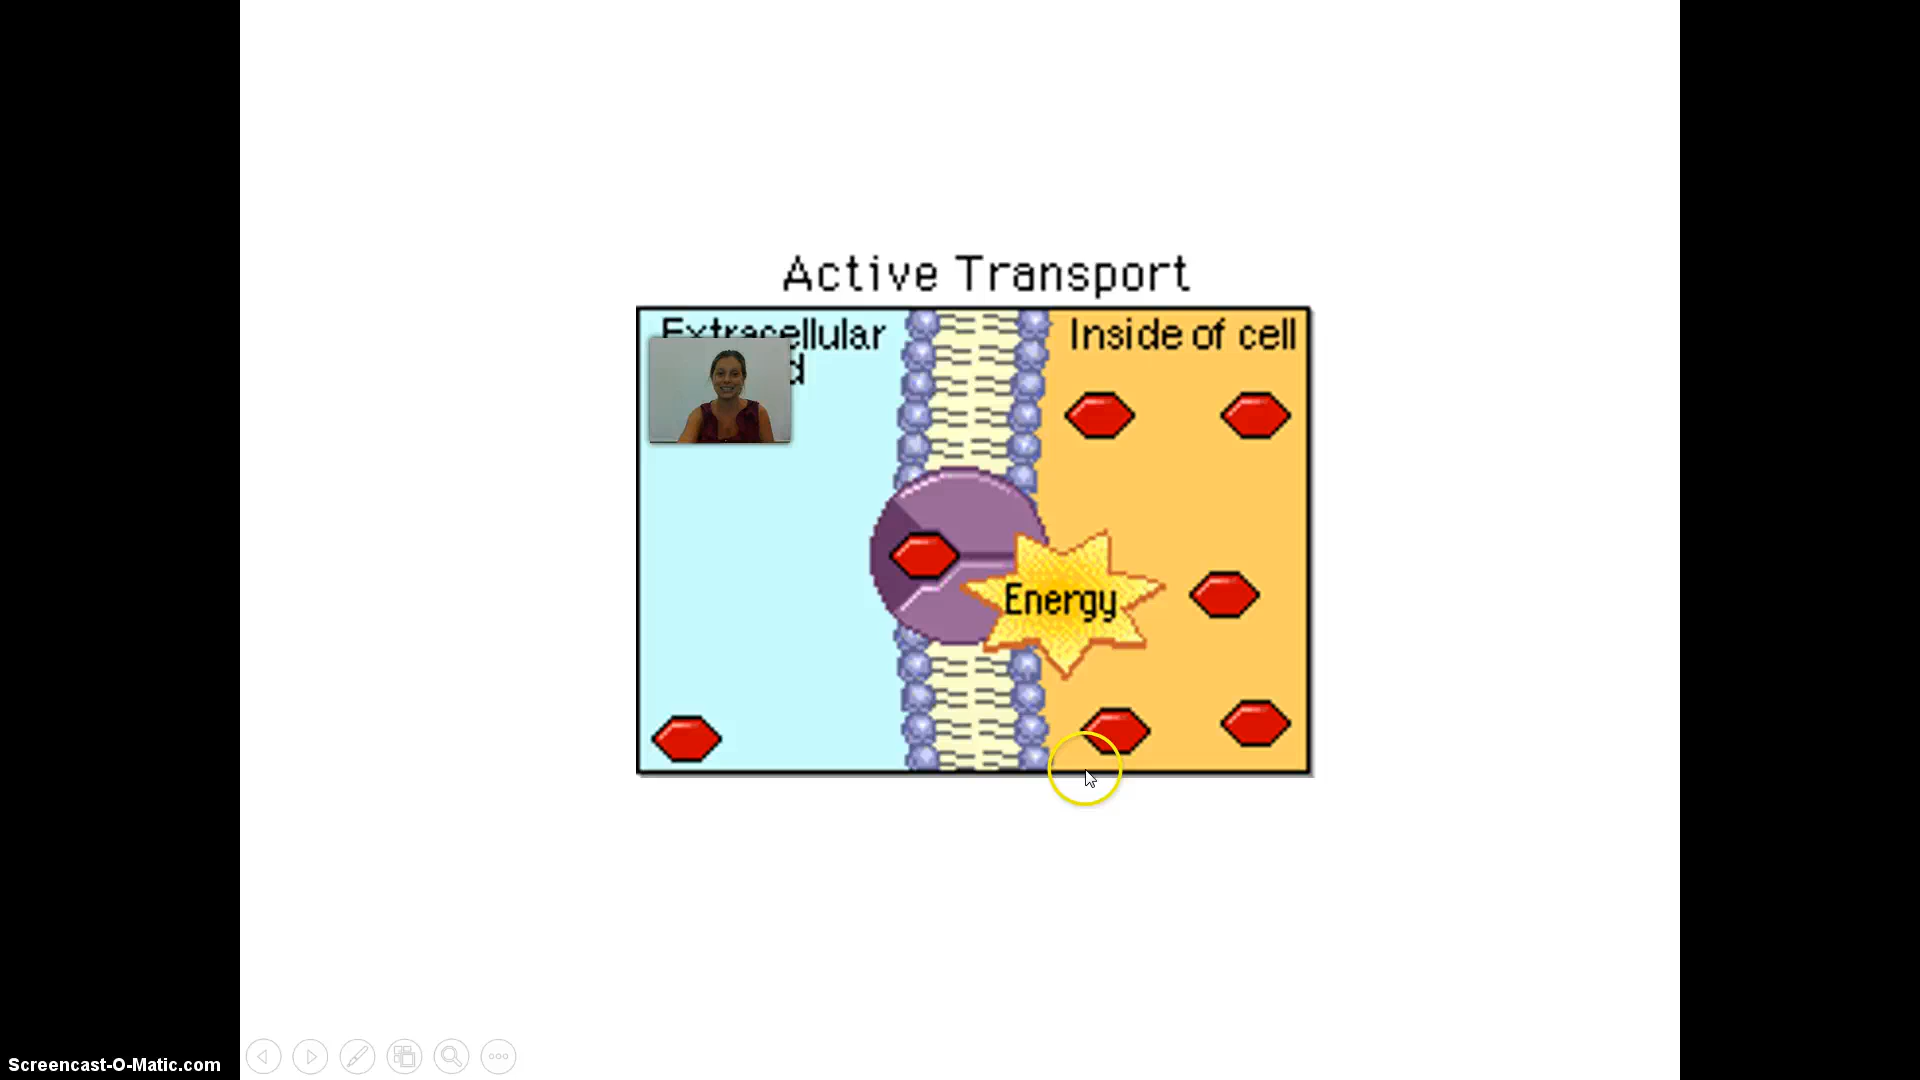 Active Transport
Extracellular
Inside of cell
Energy
Screencast-O-Matic.com